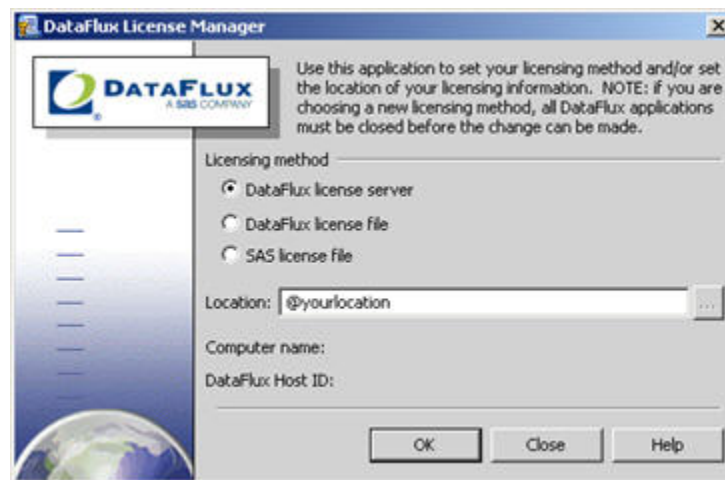 DataFlux License Manager
DATAFLUX
A SAS COMPANY
Use this application to set your licensing method and/or set
the location of your licensing information. NOTE: if you are
choosing a new licensing method, all DataFlux applications
must be closed before the change can be made.
Licensing method
DataFlux license server
DataFlux license file
SAS license file
Location: @yourlocation ...
Computer name:
DataFlux Host ID:
OK Close Help